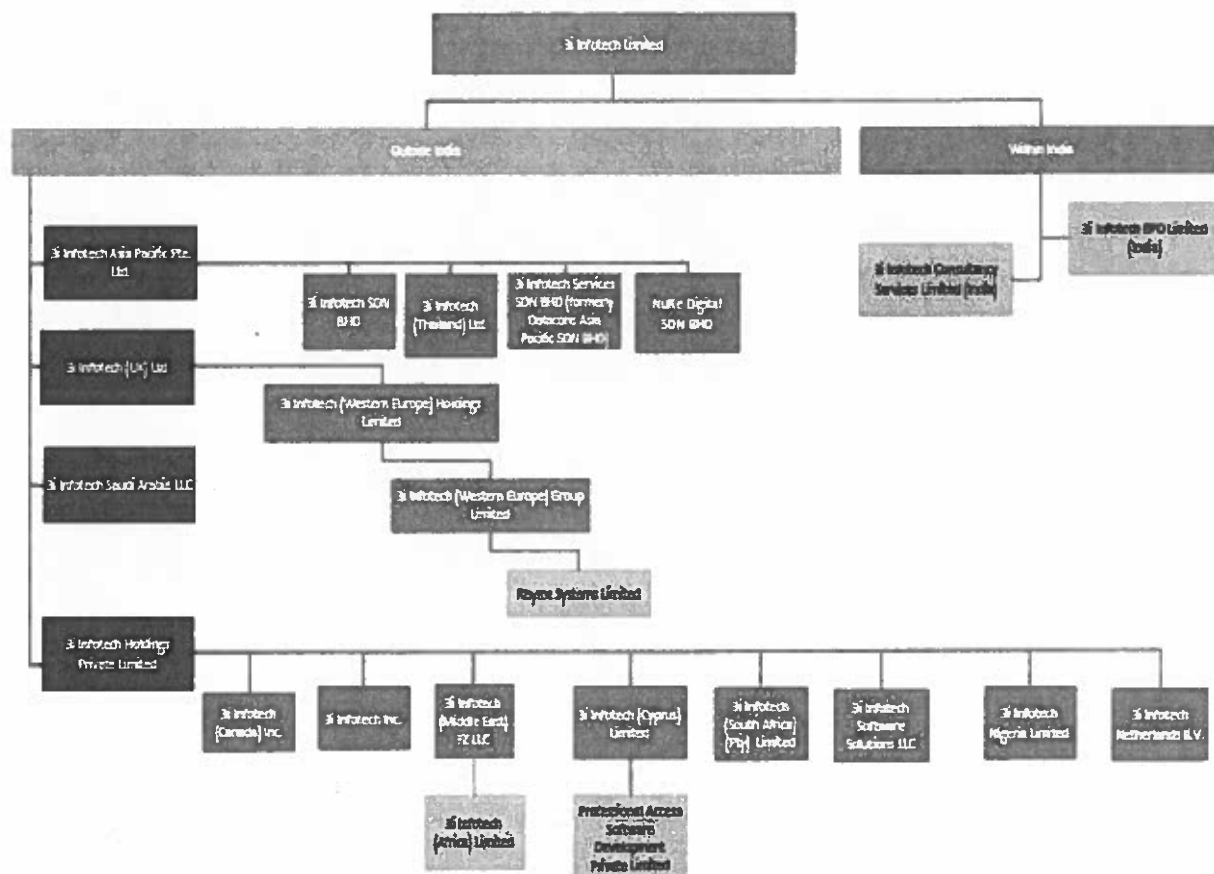 3i Infotech Limited
Outside India
Within India
3i Infotech Asia Pacific Pte.
Ltd.
3i Infotech SDN
BHD
3i Infotech
(Thailand) Ltd.
3i Infotech Services
SDN BHD (formerly
Datacons Asia
Pacific SDN BHD)
NuRe Digital
SDN BHD
3i Infotech BPO Limited
(India)
3i Infotech Consultancy
Services Limited (India)
3i Infotech (UK) Ltd
3i Infotech (Western Europe) Holdings
Limited
3i Infotech Saudi Arabia LLC
3i Infotech (Western Europe) Group
Limited
Rhyme Systems Limited
3i Infotech Holdings
Private Limited
3i Infotech
(Canada) Inc.
3i Infotech Inc.
3i Infotech
(Middle East)
FZ LLC
3i Infotech (Cyprus)
Limited
3i Infotech
(South Africa)
(Pty) Limited
3i Infotech
Software
Solutions LLC
3i Infotech
Nigeria Limited
3i Infotech
Netherlands B.V.
3i Infotech
(Africa) Limited
Professional Access
Software
Development
Private Limited